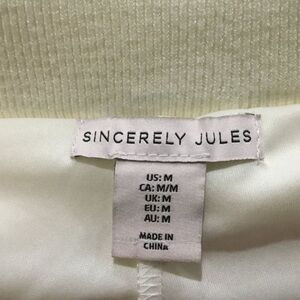 SINCERELY JULES
US: M
CA: M/M
UK: M
EU: M
AU: M
MADE IN
CHINA